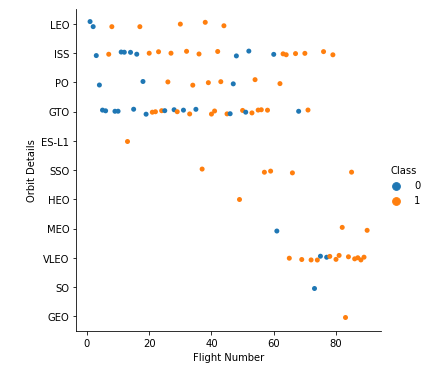 LEO
ISS
PO
GTO
ES-L1
SSO
HEO
MEO
VLEO
SO
GEO
Orbit Details
0
20
40
60
80
Flight Number
Class
0
1